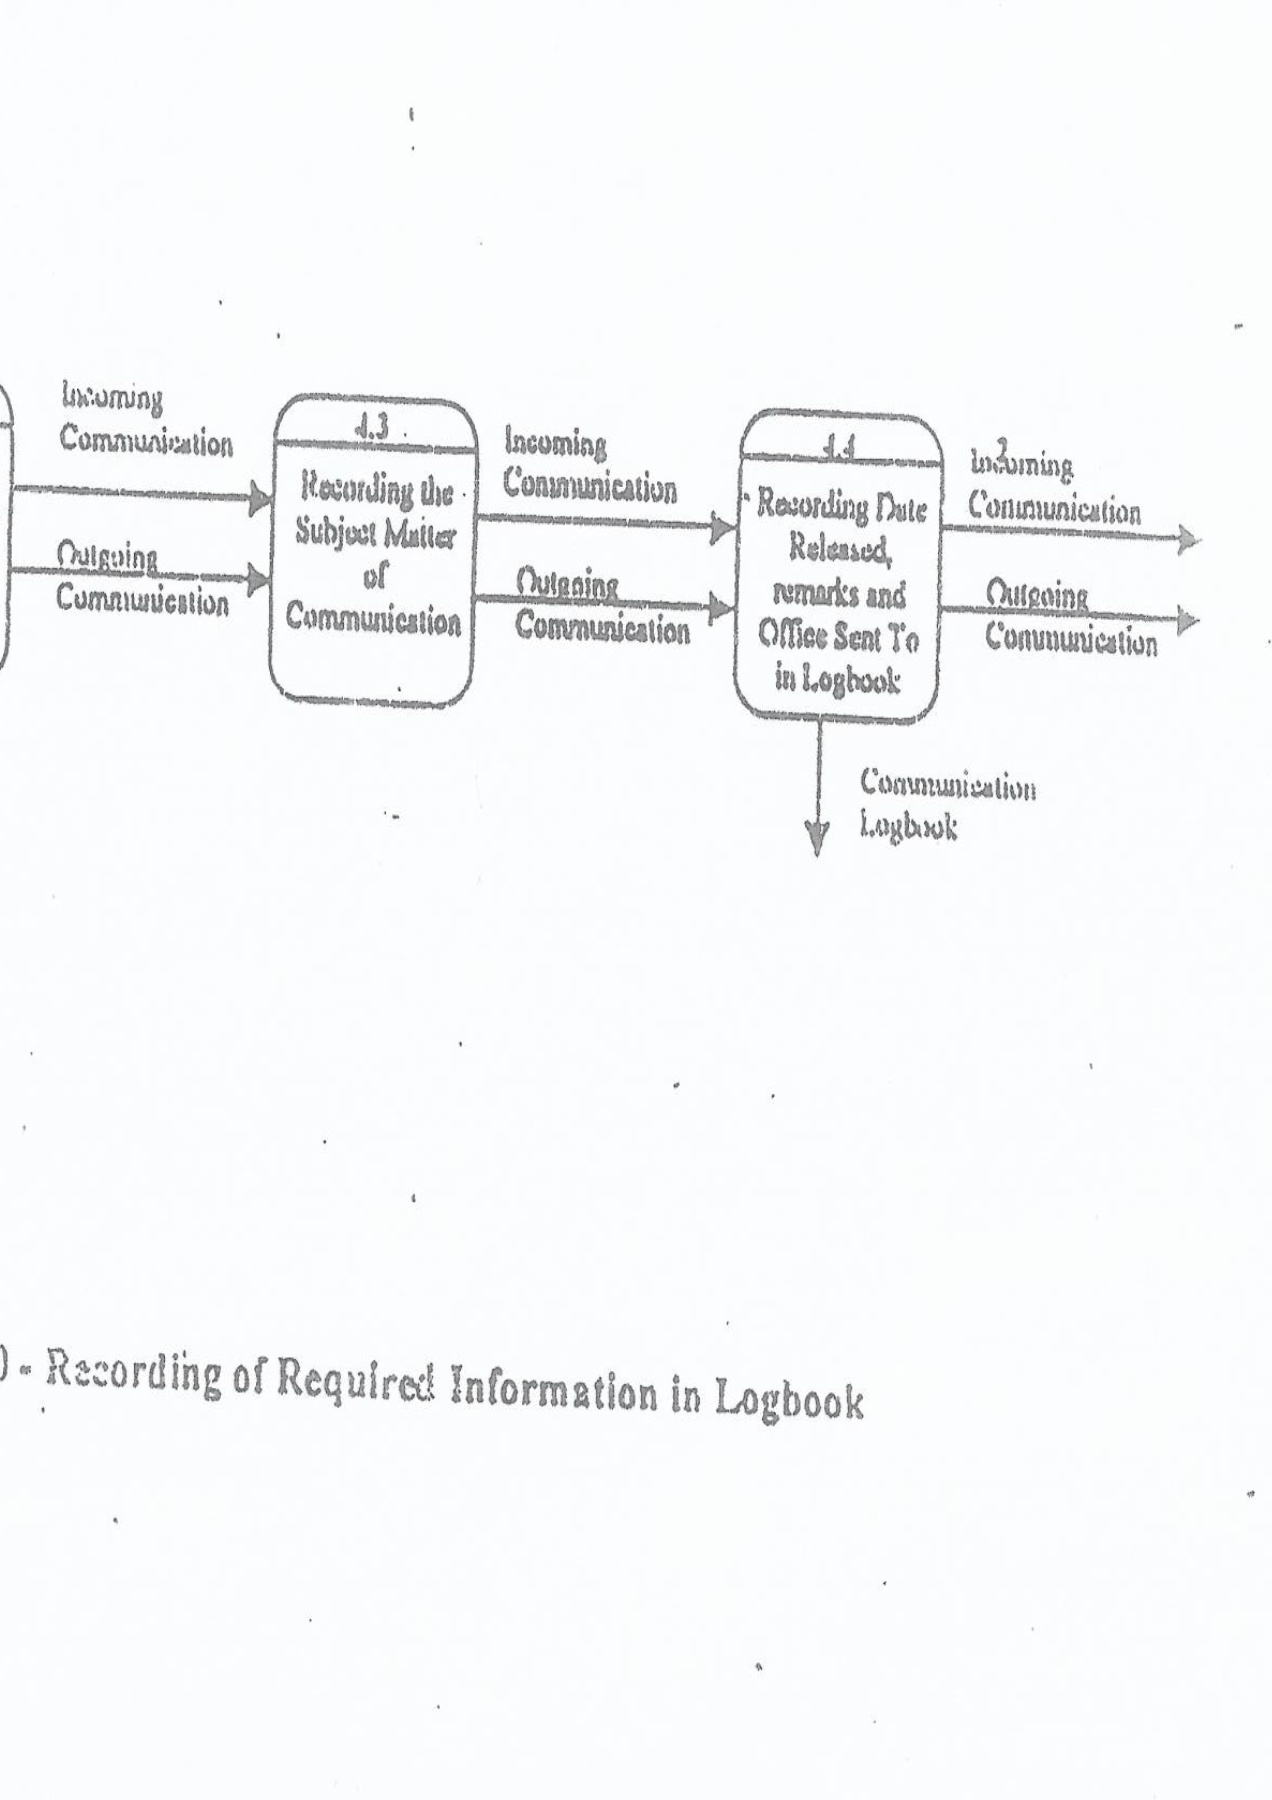 Incoming
Communication
Outgoing
Communication
4.3
Recording the
Subject Matter
of
Communication
Incoming
Communication
Outgoing
Communication
4.4
Recording Date
Released,
remarks and
Office Sent To
in Logbook
Incoming
Communication
Outgoing
Communication
Communication
Logbook
) - Recording of Required Information in Logbook